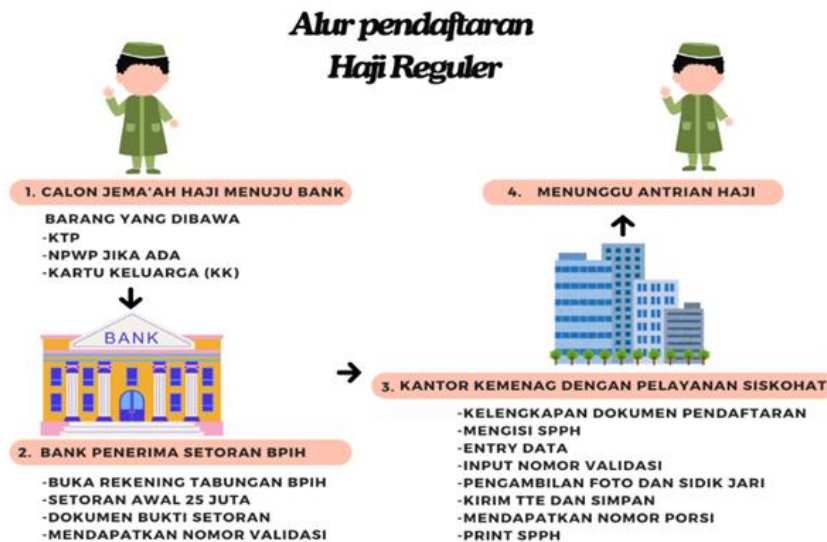 Alur pendaftaran
Haji Reguler
1. CALON JEMA'AH HAJI MENUJU BANK
BARANG YANG DIBAWA
-KTP
-NPWP JIKA ADA
-KARTU KELUARGA (KK)
BANK
2. BANK PENERIMA SETORAN BPIH
-BUKA REKENING TABUNGAN BPIH
-SETORAN AWAL 25 JUTA
-DOKUMEN BUKTI SETORAN
-MENDAPATKAN NOMOR VALIDASI
3. KANTOR KEMENAG DENGAN PELAYANAN SISKOHAT
-KELENGKAPAN DOKUMEN PENDAFTARAN
-MENGISI SPPH
-ENTRY DATA
-INPUT NOMOR VALIDASI
-PENGAMBILAN FOTO DAN SIDIK JARI
-KIRIM TTE DAN SIMPAN
-MENDAPATKAN NOMOR PORSI
-PRINT SPPH
4. MENUNGGU ANTRIAN HAJI